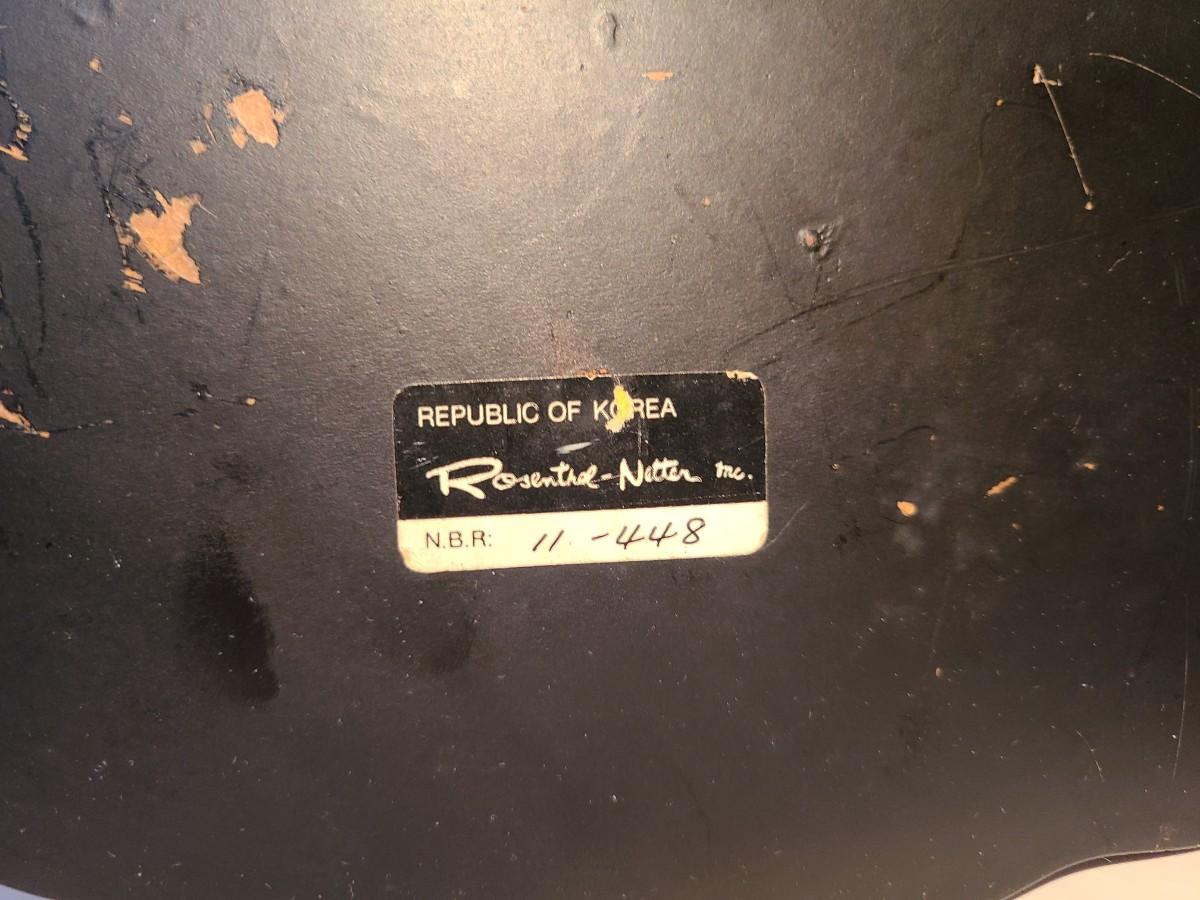 REPUBLIC OF KOREA
Rosenthal-Netter Inc.
N.B.R: 11-448